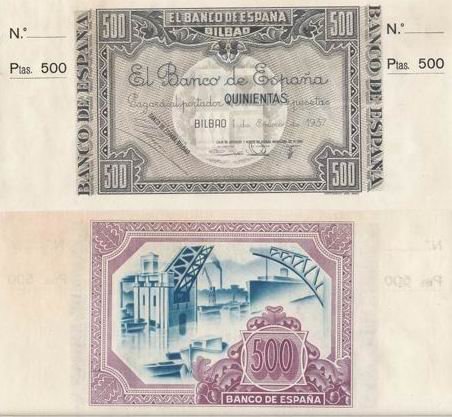 N.°
Ptas. 500
BANCO DE ESPAÑA
500
EL BANCO DE ESPAÑA
BILBAO
500
El Banco de España
Pagará al portador QUINIENTAS pesetas
BILBAO 1 de Enero de 1937
500
500
BANCO DE ESPAÑA
N.°
Ptas. 500
500
BANCO DE ESPAÑA